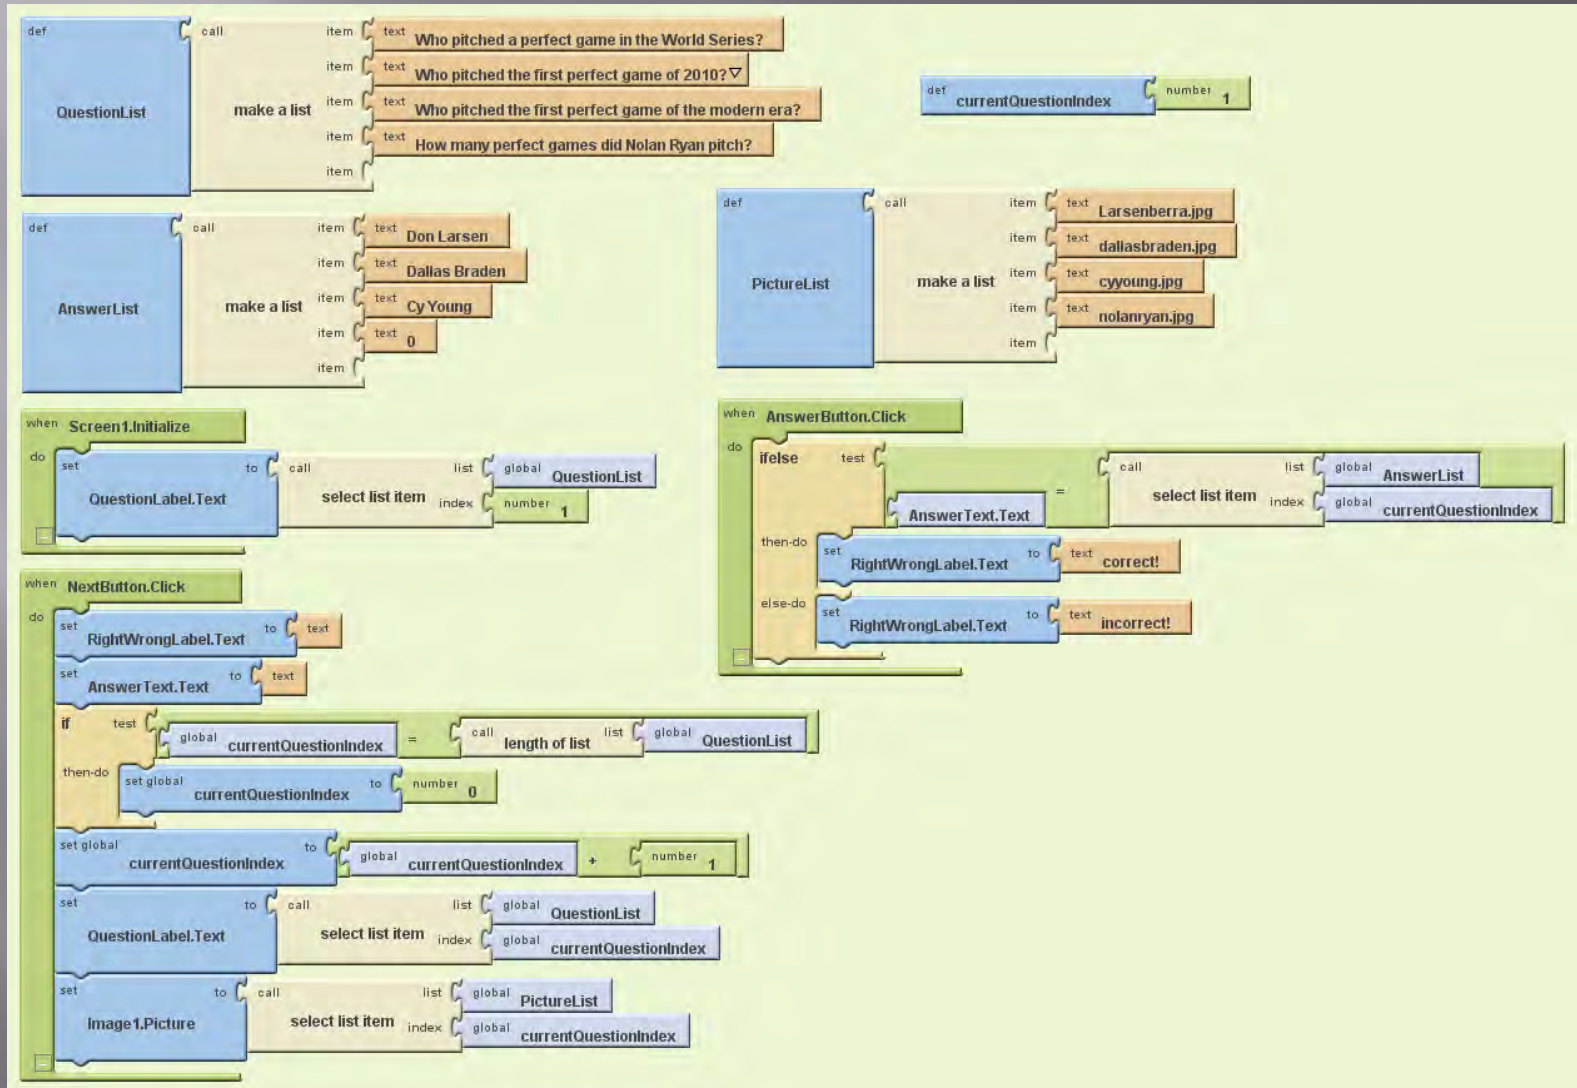 def QuestionList call make a list
item text Who pitched a perfect game in the World Series?
item text Who pitched the first perfect game of 2010?
item text Who pitched the first perfect game of the modern era?
item text How many perfect games did Nolan Ryan pitch?
item
def currentQuestionIndex number 1
def AnswerList call make a list
item text Don Larsen
item text Dallas Braden
item text Cy Young
item text 0
item
def PictureList call make a list
item text Larsenberra.jpg
item text dallasbraden.jpg
item text cyyoung.jpg
item text nolanryan.jpg
item
when Screen1.Initialize
do set QuestionLabel.Text to call select list item list global QuestionList
index number 1
when AnswerButton.Click
do ifelse test AnswerText.Text = call select list item list global AnswerList
index global currentQuestionIndex
then-do set RightWrongLabel.Text to text correct!
else-do set RightWrongLabel.Text to text incorrect!
when NextButton.Click
do set RightWrongLabel.Text to text
set AnswerText.Text to text
if test global currentQuestionIndex = call length of list list global QuestionList
then-do set global currentQuestionIndex to number 0
set global currentQuestionIndex to global currentQuestionIndex + number 1
set QuestionLabel.Text to call select list item list global QuestionList
index global currentQuestionIndex
set Image1.Picture to call select list item list global PictureList
index global currentQuestionIndex